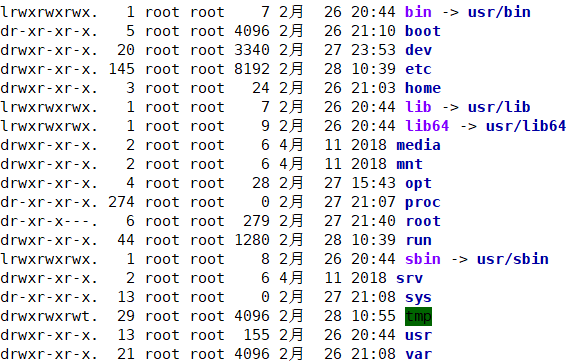 lrwxrwxrwx.   1 root root    7 2月  26 20:44 bin -> usr/bin
dr-xr-xr-x.   5 root root 4096 2月  26 21:10 boot
drwxr-xr-x.  20 root root 3340 2月  27 23:53 dev
drwxr-xr-x. 145 root root 8192 2月  28 10:39 etc
drwxr-xr-x.   3 root root   24 2月  26 21:03 home
lrwxrwxrwx.   1 root root    7 2月  26 20:44 lib -> usr/lib
lrwxrwxrwx.   1 root root    9 2月  26 20:44 lib64 -> usr/lib64
drwxr-xr-x.   2 root root    6 4月  11 2018 media
drwxr-xr-x.   2 root root    6 4月  11 2018 mnt
drwxr-xr-x.   4 root root   28 2月  27 15:43 opt
dr-xr-xr-x. 274 root root    0 2月  27 21:07 proc
dr-xr-x---.   6 root root  279 2月  27 21:40 root
drwxr-xr-x.  44 root root 1280 2月  28 10:39 run
lrwxrwxrwx.   1 root root    8 2月  26 20:44 sbin -> usr/sbin
drwxr-xr-x.   2 root root    6 4月  11 2018 srv
dr-xr-xr-x.  13 root root    0 2月  27 21:08 sys
drwxrwxrwt.  29 root root 4096 2月  28 10:55 tmp
drwxr-xr-x.  13 root root  155 2月  26 20:44 usr
drwxr-xr-x.  21 root root 4096 2月  26 21:08 var